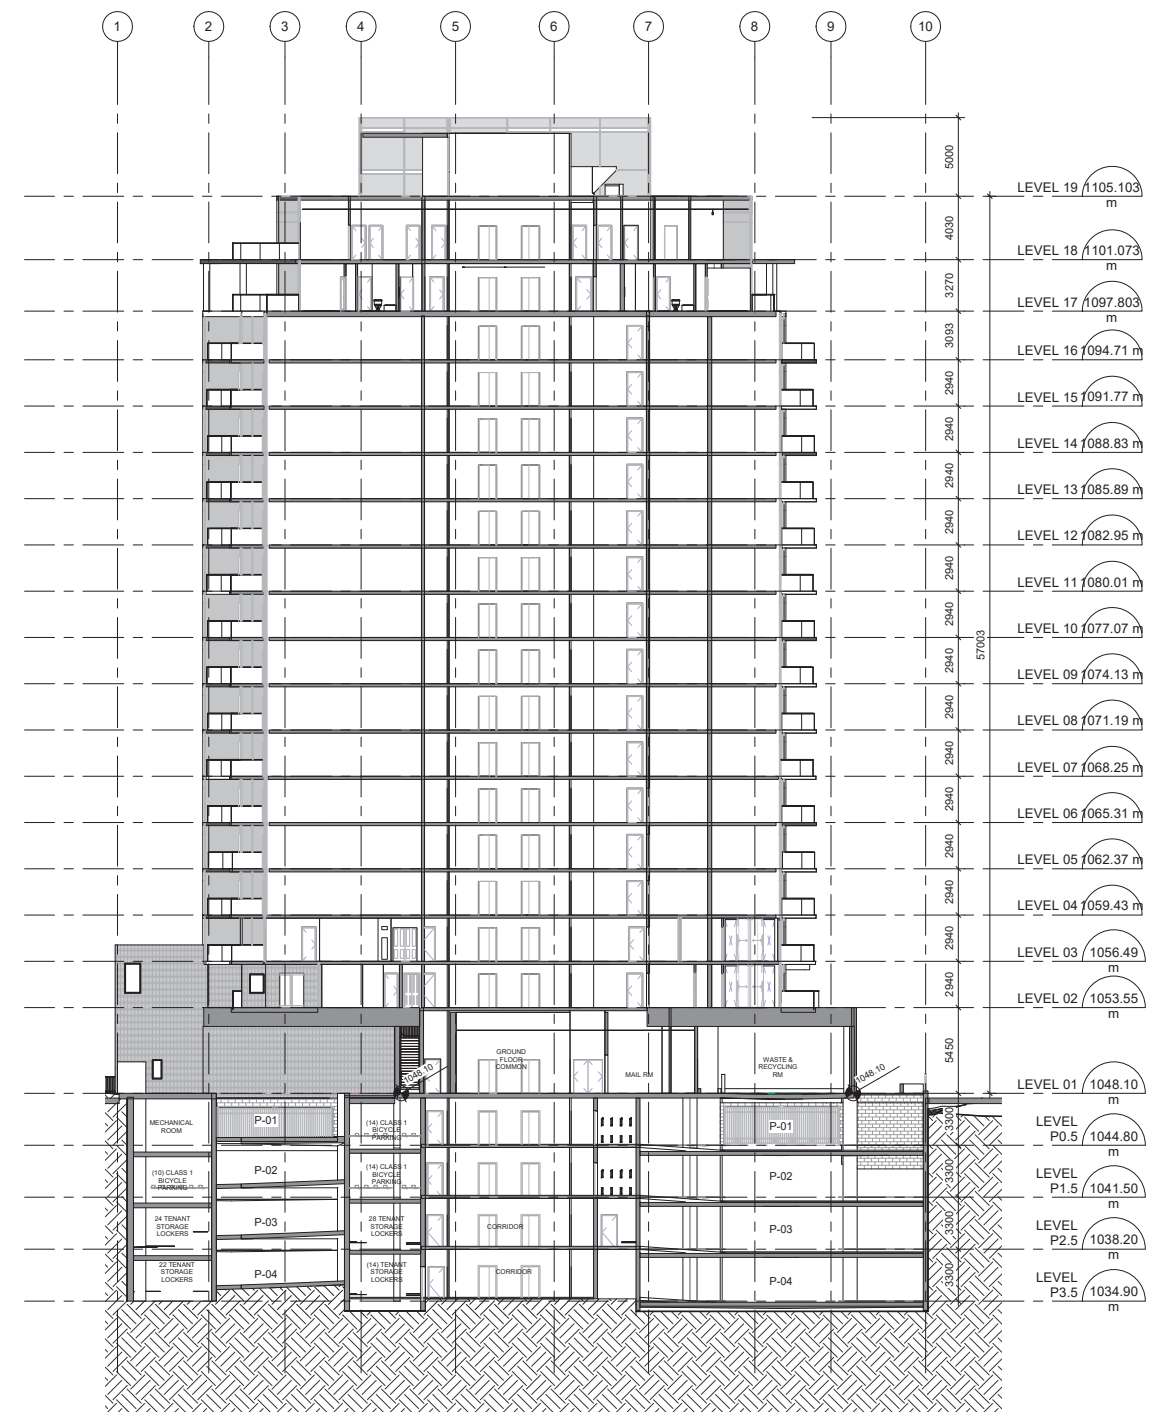 1 2 3 4 5 6 7 8 9 10
5000
LEVEL 19 1105.103
m
4030
LEVEL 18 1101.073
m
3270
LEVEL 17 1097.803
m
3093
LEVEL 16 1094.71 m
2940
LEVEL 15 1091.77 m
2940
LEVEL 14 1088.83 m
2940
LEVEL 13 1085.89 m
2940
LEVEL 12 1082.95 m
2940
LEVEL 11 1080.01 m
2940
LEVEL 10 1077.07 m
2940
57003
LEVEL 09 1074.13 m
2940
LEVEL 08 1071.19 m
2940
LEVEL 07 1068.25 m
2940
LEVEL 06 1065.31 m
2940
LEVEL 05 1062.37 m
2940
LEVEL 04 1059.43 m
2940
LEVEL 03 1056.49
m
2940
LEVEL 02 1053.55
m
5450
GROUND
FLOOR
COMMON
MAIL RM
WASTE &
RECYCLING
RM
1048.10
1048.10
LEVEL 01 1048.10
m
MECHANICAL
ROOM
P-01
(14) CLASS 1
BICYCLE
PARKING
P-01
3300
LEVEL
P0.5 1044.80
m
(10) CLASS 1
BICYCLE
PARKING
P-02
(14) CLASS 1
BICYCLE
PARKING
P-02
3300
LEVEL
P1.5 1041.50
m
24 TENANT
STORAGE
LOCKERS
P-03
28 TENANT
STORAGE
LOCKERS
CORRIDOR
P-03
3300
LEVEL
P2.5 1038.20
m
22 TENANT
STORAGE
LOCKERS
P-04
(14) TENANT
STORAGE
LOCKERS
CORRIDOR
P-04
3300
LEVEL
P3.5 1034.90
m